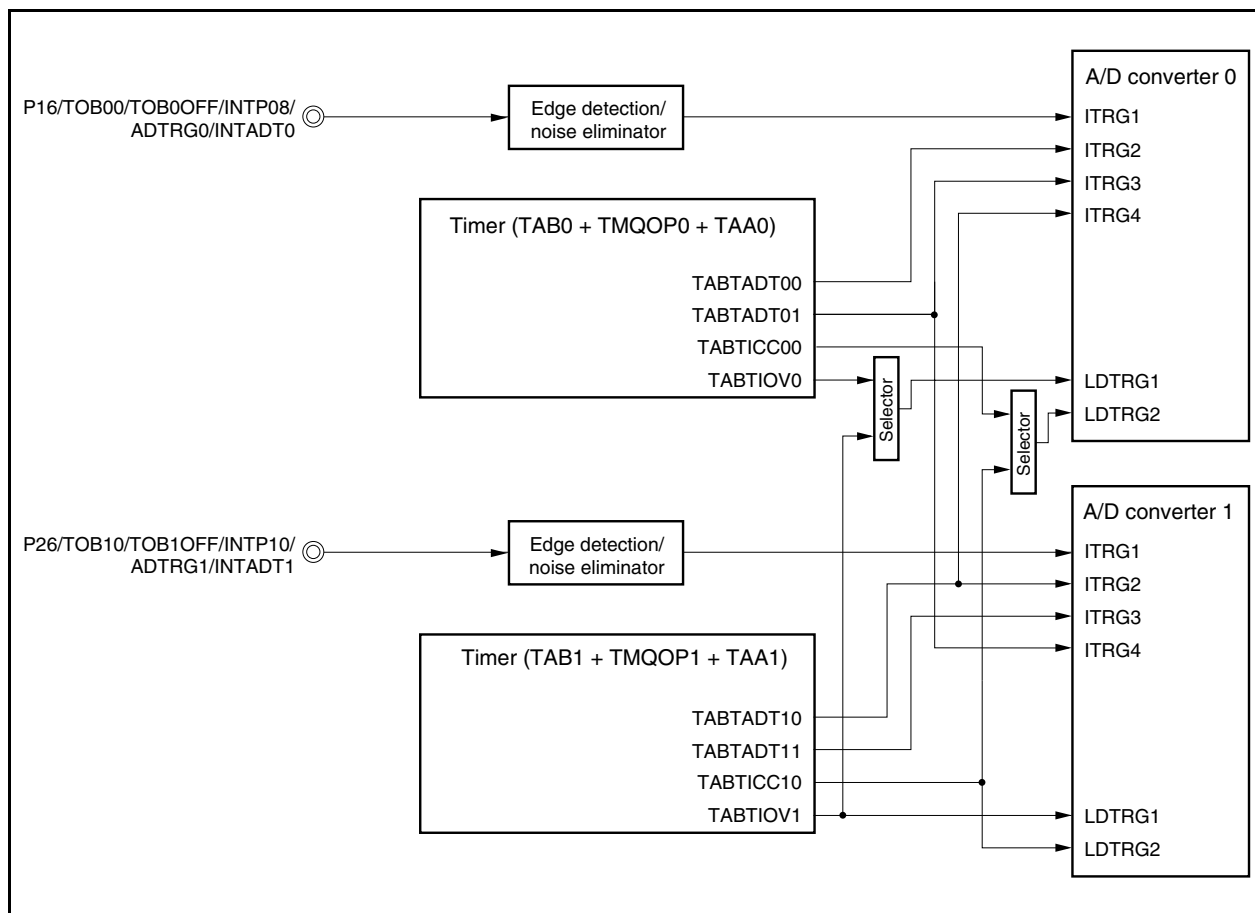 A/D converter 0
P16/TOB00/TOB0OFF/INTP08/
ADTRG0/INTADT0
Edge detection/
noise eliminator
ITRG1
ITRG2
ITRG3
ITRG4
Timer (TAB0 + TMQOP0 + TAA0)
TABTADT00
TABTADT01
TABTICC00
TABTIOV0
Selector
Selector
LDTRG1
LDTRG2
A/D converter 1
P26/TOB10/TOB1OFF/INTP10/
ADTRG1/INTADT1
Edge detection/
noise eliminator
ITRG1
ITRG2
ITRG3
ITRG4
Timer (TAB1 + TMQOP1 + TAA1)
TABTADT10
TABTADT11
TABTICC10
TABTIOV1
LDTRG1
LDTRG2